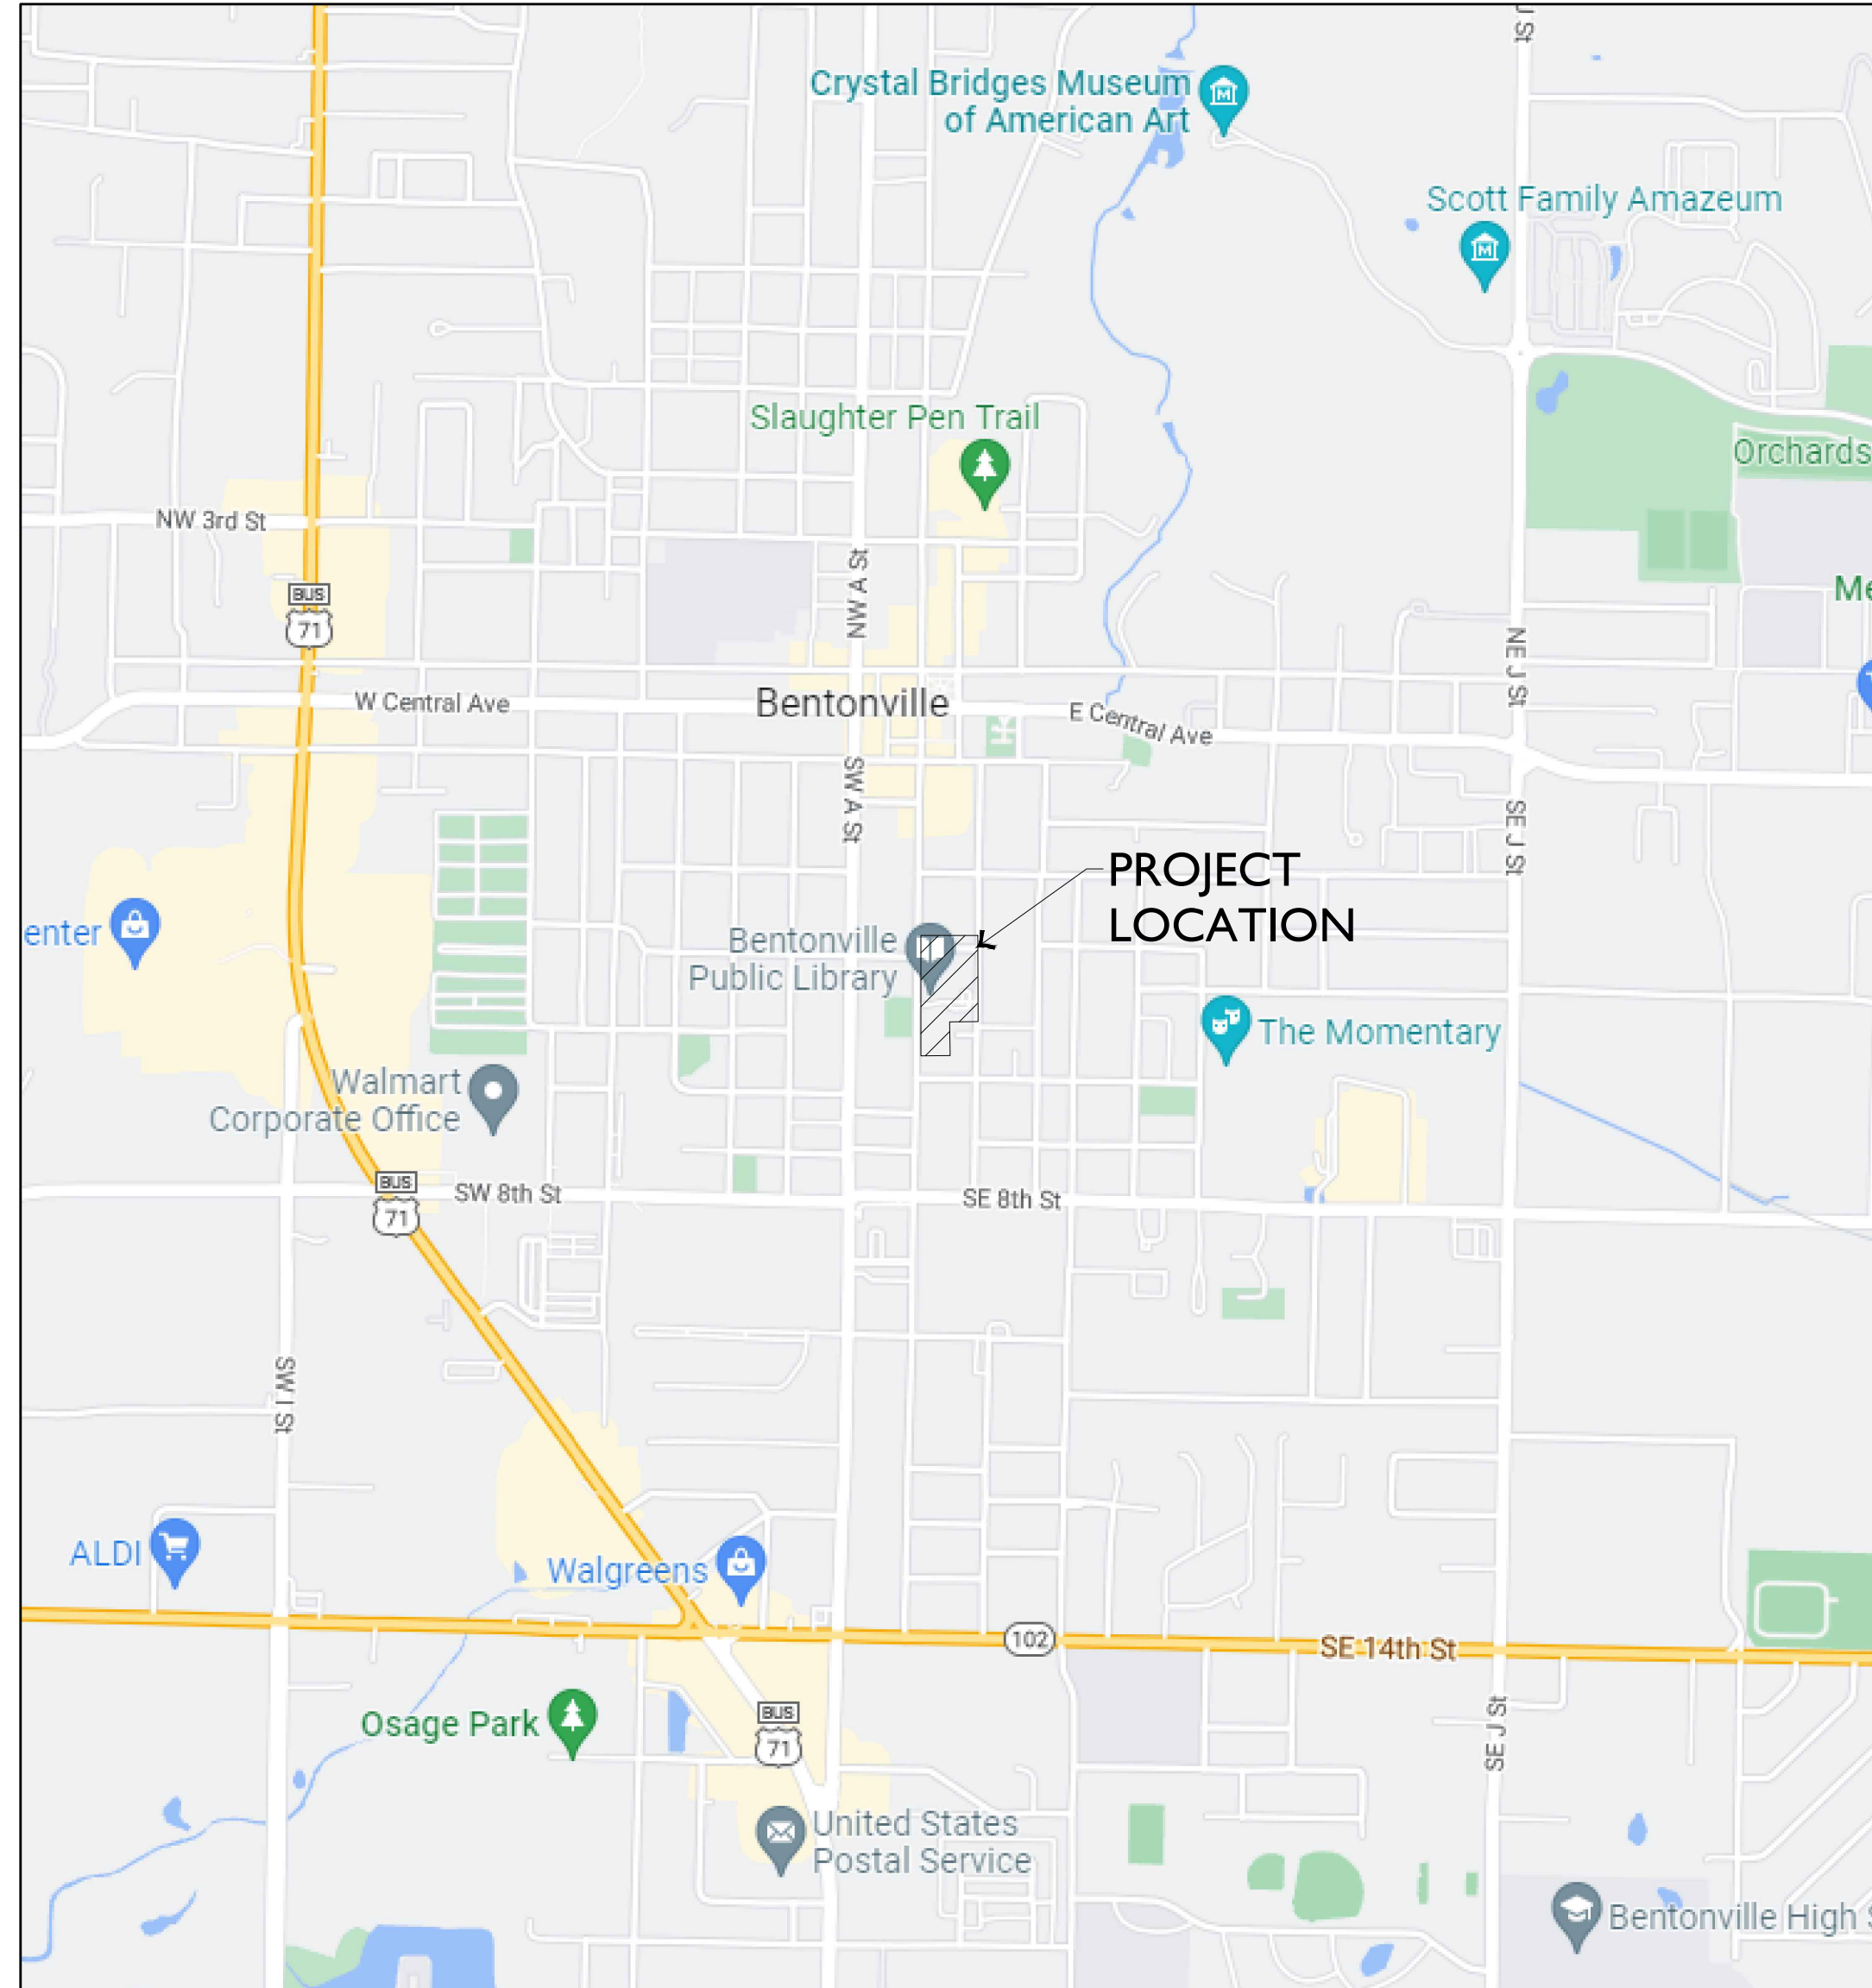 J St
Crystal Bridges Museum
of American Art
Scott Family Amazeum
Slaughter Pen Trail
Orchards
NW 3rd St
NW A St
BUS
71
Me
NE J St
W Central Ave
Bentonville
E Central Ave
SW A St
SE J St
PROJECT
LOCATION
enter
Bentonville
Public Library
The Momentary
Walmart
Corporate Office
BUS
71
SW 8th St
SE 8th St
SW I St
ALDI
Walgreens
102
SE 14th St
Osage Park
BUS
71
SE J St
United States
Postal Service
Bentonville High S